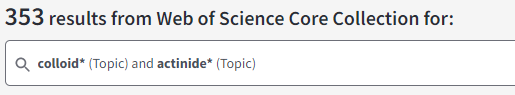 353 results from Web of Science Core Collection for:
colloid* (Topic) and actinide* (Topic)